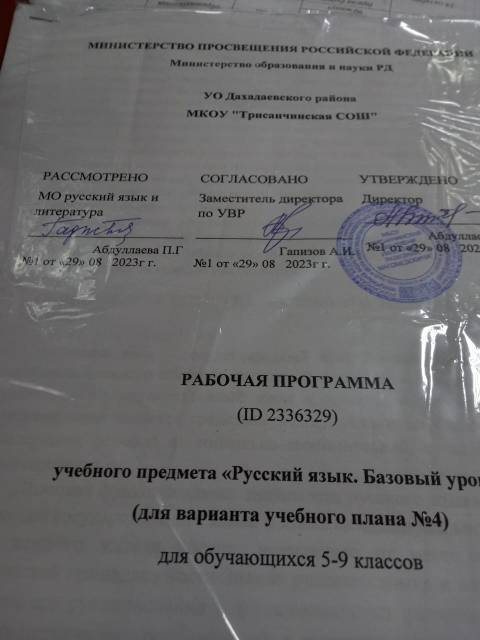 МИНИСТЕРСТВО ПРОСВЕЩЕНИЯ РОССИЙСКОЙ ФЕДЕРАЦИИ
Министерство образования и науки РД
УО Дахадаевского района
МКОУ "Трисанчинская СОШ"
РАССМОТРЕНО СОГЛАСОВАНО УТВЕРЖДЕНО
МО русский язык и Заместитель директора Директор
литература по УВР
Абдуллаева П.Г Гапизов А.И. Абдуллае
№1 от «29» 08 2023г г. №1 от «29» 08 2023г г. №1 от «29» 08 202
РАБОЧАЯ ПРОГРАММА
(ID 2336329)
учебного предмета «Русский язык. Базовый уро
(для варианта учебного плана №4)
для обучающихся 5-9 классов